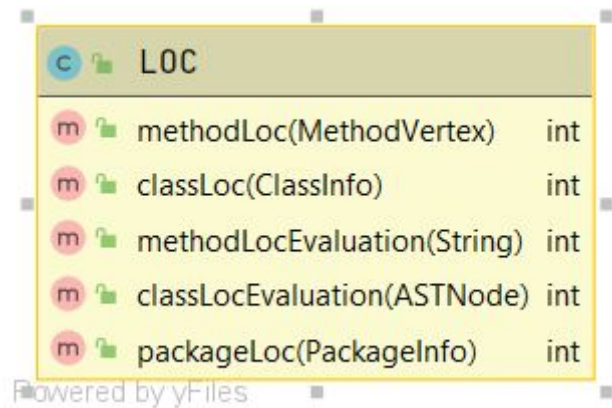 C LOC
m methodLoc(MethodVertex) int
m classLoc(ClassInfo) int
m methodLocEvaluation(String) int
m classLocEvaluation(ASTNode) int
m packageLoc(PackageInfo) int
Powered by yFiles